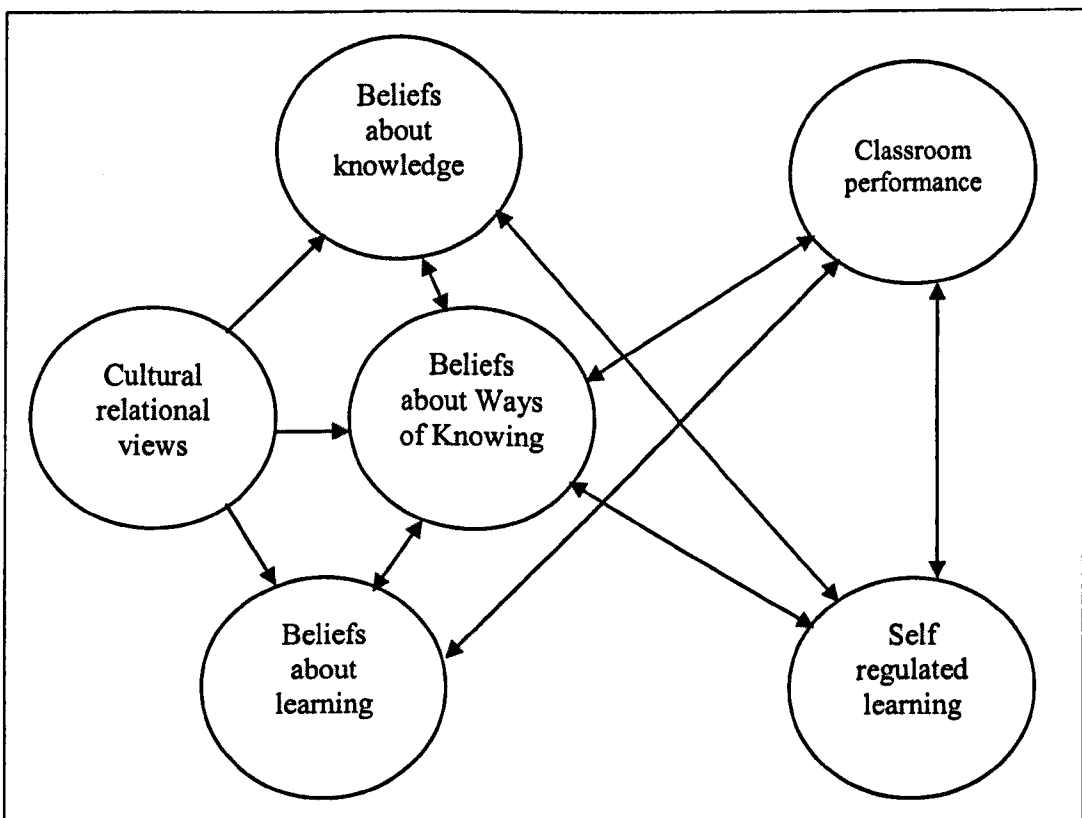 Beliefs
about
knowledge
Classroom
performance
Cultural
relational
views
Beliefs
about Ways
of Knowing
Beliefs
about
learning
Self
regulated
learning